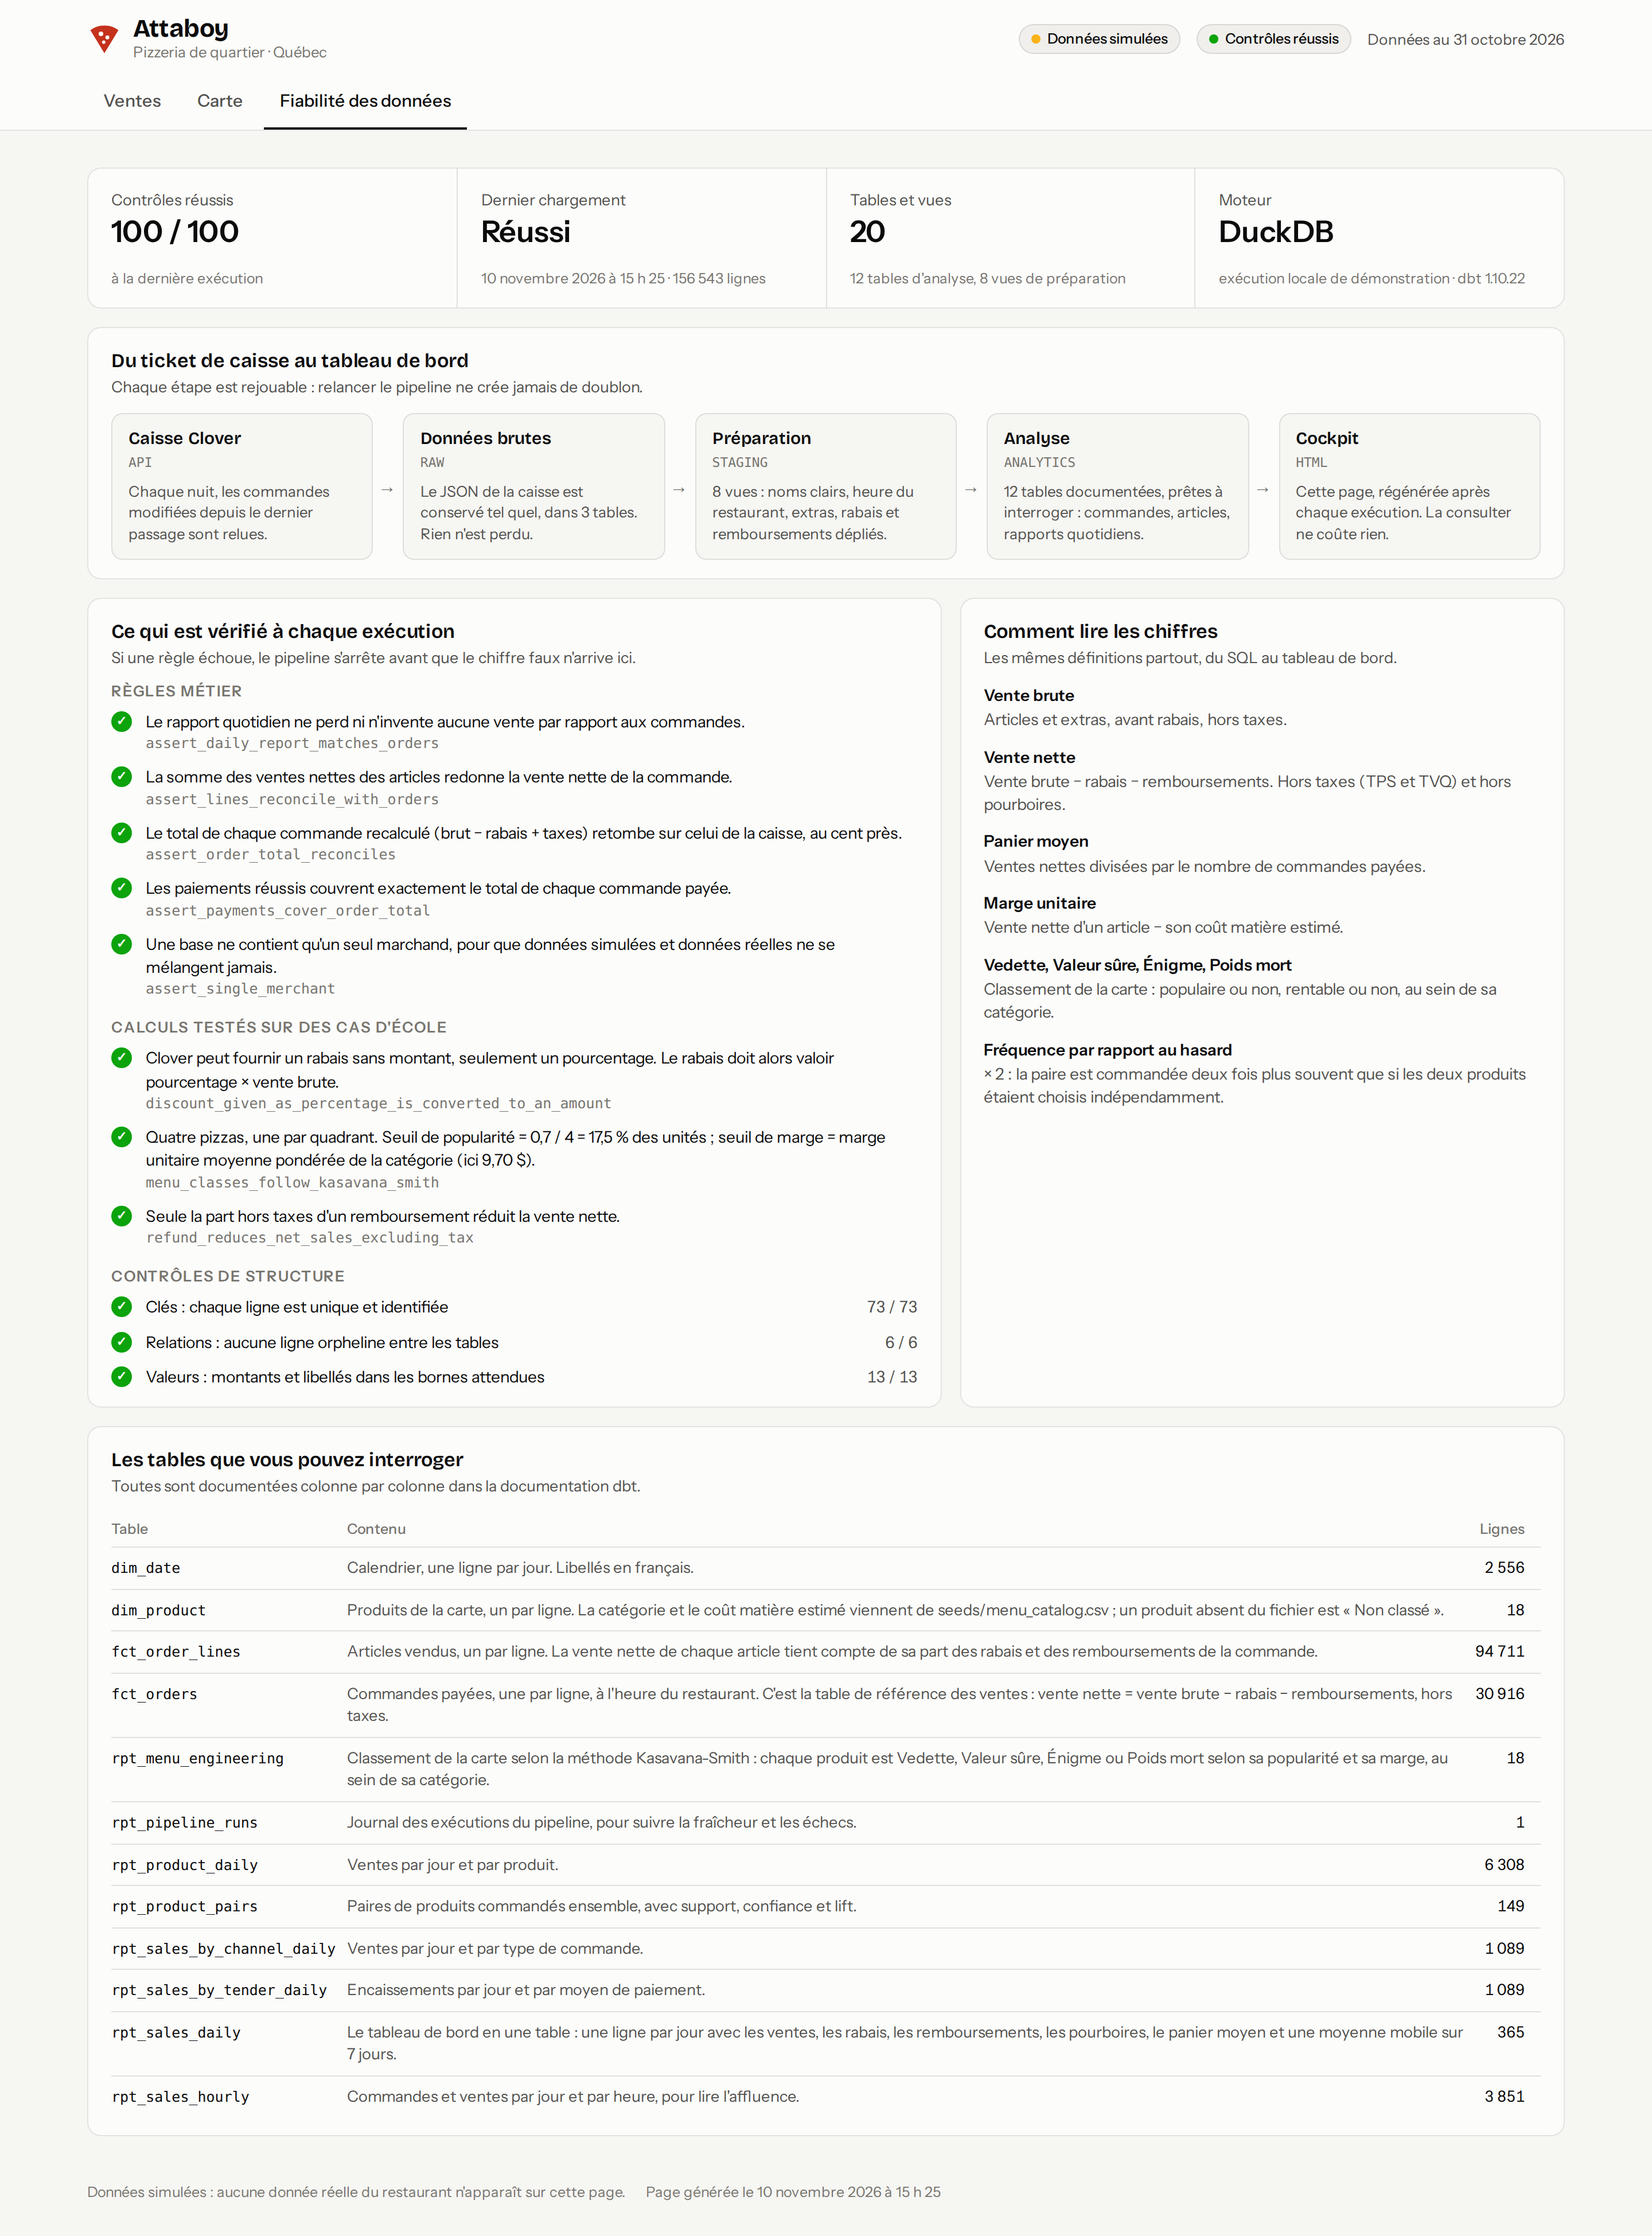 Attaboy
Pizzeria de quartier · Québec
Données simulées
Contrôles réussis
Données au 31 octobre 2026
Ventes
Carte
Fiabilité des données
Contrôles réussis
100 / 100
à la dernière exécution
Dernier chargement
Réussi
10 novembre 2026 à 15 h 25 · 156 543 lignes
Tables et vues
20
12 tables d'analyse, 8 vues de préparation
Moteur
DuckDB
exécution locale de démonstration · dbt 1.10.22
Du ticket de caisse au tableau de bord
Chaque étape est rejouable : relancer le pipeline ne crée jamais de doublon.
Caisse Clover
API
Chaque nuit, les commandes
modifiées depuis le dernier
passage sont relues.
→
Données brutes
RAW
Le JSON de la caisse est
conservé tel quel, dans 3 tables.
Rien n'est perdu.
→
Préparation
STAGING
8 vues : noms clairs, heure du
restaurant, extras, rabais et
remboursements dépliés.
→
Analyse
ANALYTICS
12 tables documentées, prêtes à
interroger : commandes, articles,
rapports quotidiens.
→
Cockpit
HTML
Cette page, régénérée après
chaque exécution. La consulter
ne coûte rien.
Ce qui est vérifié à chaque exécution
Si une règle échoue, le pipeline s'arrête avant que le chiffre faux n'arrive ici.
RÈGLES MÉTIER
✓ Le rapport quotidien ne perd ni n'invente aucune vente par rapport aux commandes.
assert_daily_report_matches_orders
✓ La somme des ventes nettes des articles redonne la vente nette de la commande.
assert_lines_reconcile_with_orders
✓ Le total de chaque commande recalculé (brut − rabais + taxes) retombe sur celui de la caisse, au cent près.
assert_order_total_reconciles
✓ Les paiements réussis couvrent exactement le total de chaque commande payée.
assert_payments_cover_order_total
✓ Une base ne contient qu'un seul marchand, pour que données simulées et données réelles ne se
mélangent jamais.
assert_single_merchant
CALCULS TESTÉS SUR DES CAS D'ÉCOLE
✓ Clover peut fournir un rabais sans montant, seulement un pourcentage. Le rabais doit alors valoir
pourcentage × vente brute.
discount_given_as_percentage_is_converted_to_an_amount
✓ Quatre pizzas, une par quadrant. Seuil de popularité = 0,7 / 4 = 17,5 % des unités ; seuil de marge = marge
unitaire moyenne pondérée de la catégorie (ici 9,70 $).
menu_classes_follow_kasavana_smith
✓ Seule la part hors taxes d'un remboursement réduit la vente nette.
refund_reduces_net_sales_excluding_tax
CONTRÔLES DE STRUCTURE
✓ Clés : chaque ligne est unique et identifiée 73 / 73
✓ Relations : aucune ligne orpheline entre les tables 6 / 6
✓ Valeurs : montants et libellés dans les bornes attendues 13 / 13
Comment lire les chiffres
Les mêmes définitions partout, du SQL au tableau de bord.
Vente brute
Articles et extras, avant rabais, hors taxes.
Vente nette
Vente brute − rabais − remboursements. Hors taxes (TPS et TVQ) et hors
pourboires.
Panier moyen
Ventes nettes divisées par le nombre de commandes payées.
Marge unitaire
Vente nette d'un article − son coût matière estimé.
Vedette, Valeur sûre, Énigme, Poids mort
Classement de la carte : populaire ou non, rentable ou non, au sein de sa
catégorie.
Fréquence par rapport au hasard
× 2 : la paire est commandée deux fois plus souvent que si les deux produits
étaient choisis indépendamment.
Les tables que vous pouvez interroger
Toutes sont documentées colonne par colonne dans la documentation dbt.
Table Contenu Lignes
dim_date Calendrier, une ligne par jour. Libellés en français. 2 556
dim_product Produits de la carte, un par ligne. La catégorie et le coût matière estimé viennent de seeds/menu_catalog.csv ; un produit absent du fichier est « Non classé ». 18
fct_order_lines Articles vendus, un par ligne. La vente nette de chaque article tient compte de sa part des rabais et des remboursements de la commande. 94 711
fct_orders Commandes payées, une par ligne, à l'heure du restaurant. C'est la table de référence des ventes : vente nette = vente brute − rabais − remboursements, hors 30 916
taxes.
rpt_menu_engineering Classement de la carte selon la méthode Kasavana-Smith : chaque produit est Vedette, Valeur sûre, Énigme ou Poids mort selon sa popularité et sa marge, au 18
sein de sa catégorie.
rpt_pipeline_runs Journal des exécutions du pipeline, pour suivre la fraîcheur et les échecs. 1
rpt_product_daily Ventes par jour et par produit. 6 308
rpt_product_pairs Paires de produits commandés ensemble, avec support, confiance et lift. 149
rpt_sales_by_channel_daily Ventes par jour et par type de commande. 1 089
rpt_sales_by_tender_daily Encaissements par jour et par moyen de paiement. 1 089
rpt_sales_daily Le tableau de bord en une table : une ligne par jour avec les ventes, les rabais, les remboursements, les pourboires, le panier moyen et une moyenne mobile sur 365
7 jours.
rpt_sales_hourly Commandes et ventes par jour et par heure, pour lire l'affluence. 3 851
Données simulées : aucune donnée réelle du restaurant n'apparaît sur cette page. Page générée le 10 novembre 2026 à 15 h 25